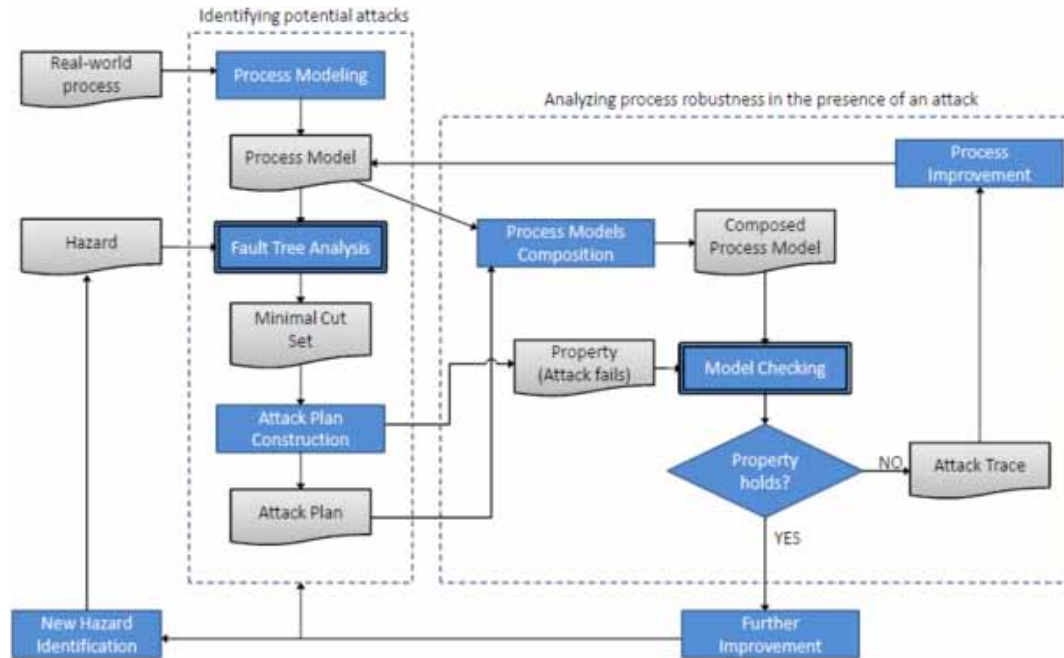 Identifying potential attacks
Real-world
process
Process Modeling
Analyzing process robustness in the presence of an attack
Process Model
Process
Improvement
Hazard
Fault Tree Analysis
Process Models
Composition
Composed
Process Model
Minimal Cut
Set
Property
(Attack fails)
Model Checking
Attack Plan
Construction
Property
holds?
NO
Attack Trace
Attack Plan
YES
New Hazard
Identification
Further
Improvement